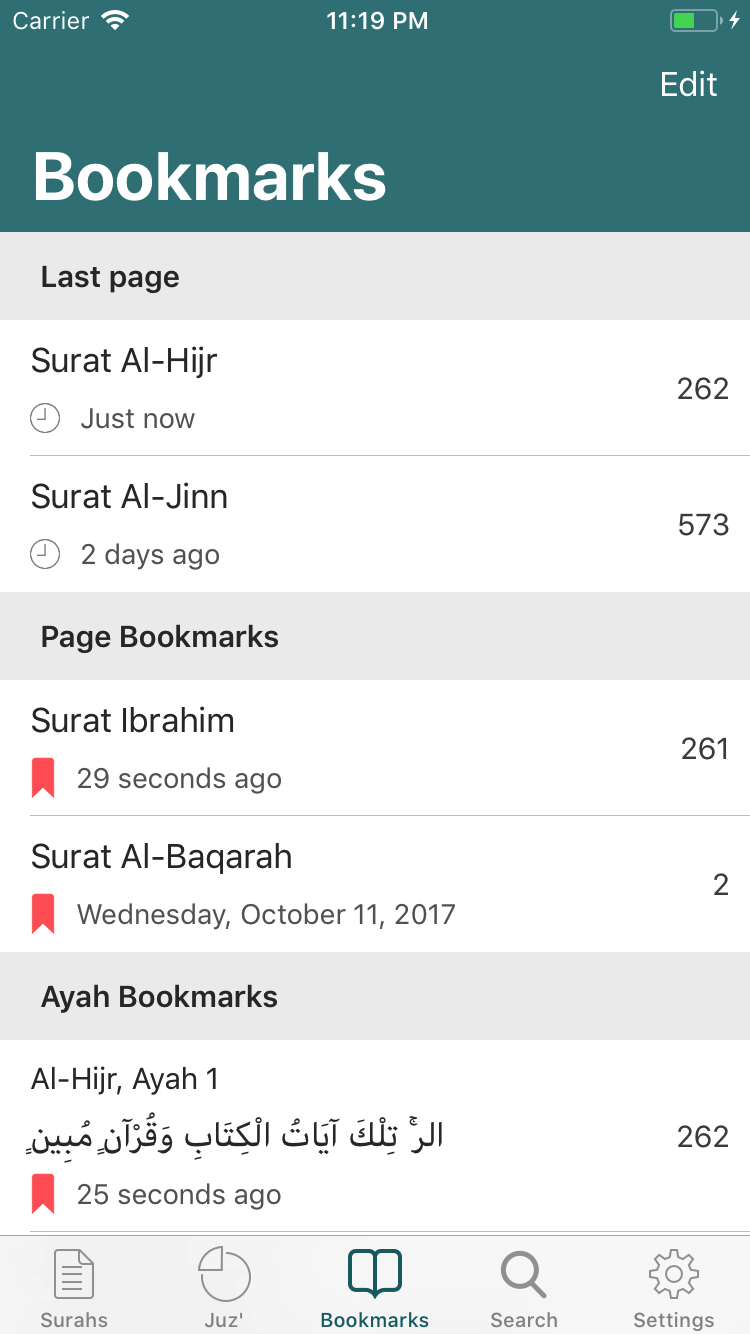 Carrier 11:19 PM
Edit
Bookmarks
Last page
Surat Al-Hijr
262
Just now
Surat Al-Jinn
573
2 days ago
Page Bookmarks
Surat Ibrahim
261
29 seconds ago
Surat Al-Baqarah
2
Wednesday, October 11, 2017
Ayah Bookmarks
Al-Hijr, Ayah 1
الر ۚ تِلْكَ آيَاتُ الْكِتَابِ وَقُرْآنٍ مُبِينٍ
262
25 seconds ago
Surahs Juz' Bookmarks Search Settings